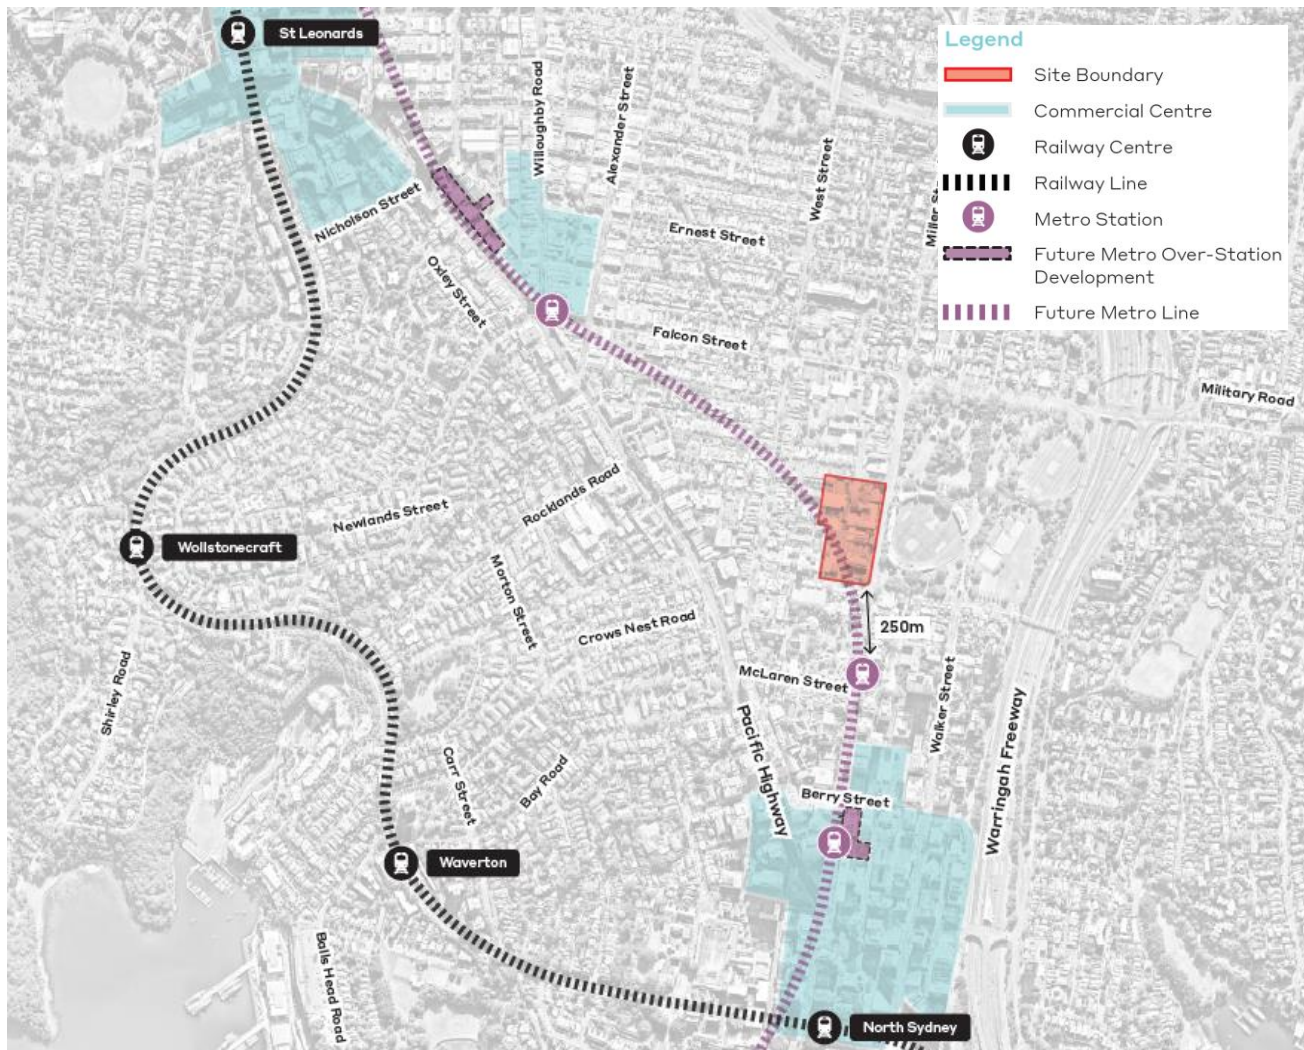 St Leonards
Legend
Site Boundary
Commercial Centre
Railway Centre
Railway Line
Metro Station
Future Metro Over-Station
Development
Future Metro Line
Willoughby Road
Alexander Street
West Street
Miller St
Nicholson Street
Ernest Street
Oxley Street
Falcon Street
Military Road
Rocklands Road
Newlands Street
Wollstonecraft
Morton Street
Crows Nest Road
250m
McLaren Street
Shirley Road
Walker Street
Pacific Highway
Warringah Freeway
Carr Street
Bay Road
Berry Street
Waverton
Balls Head Road
North Sydney